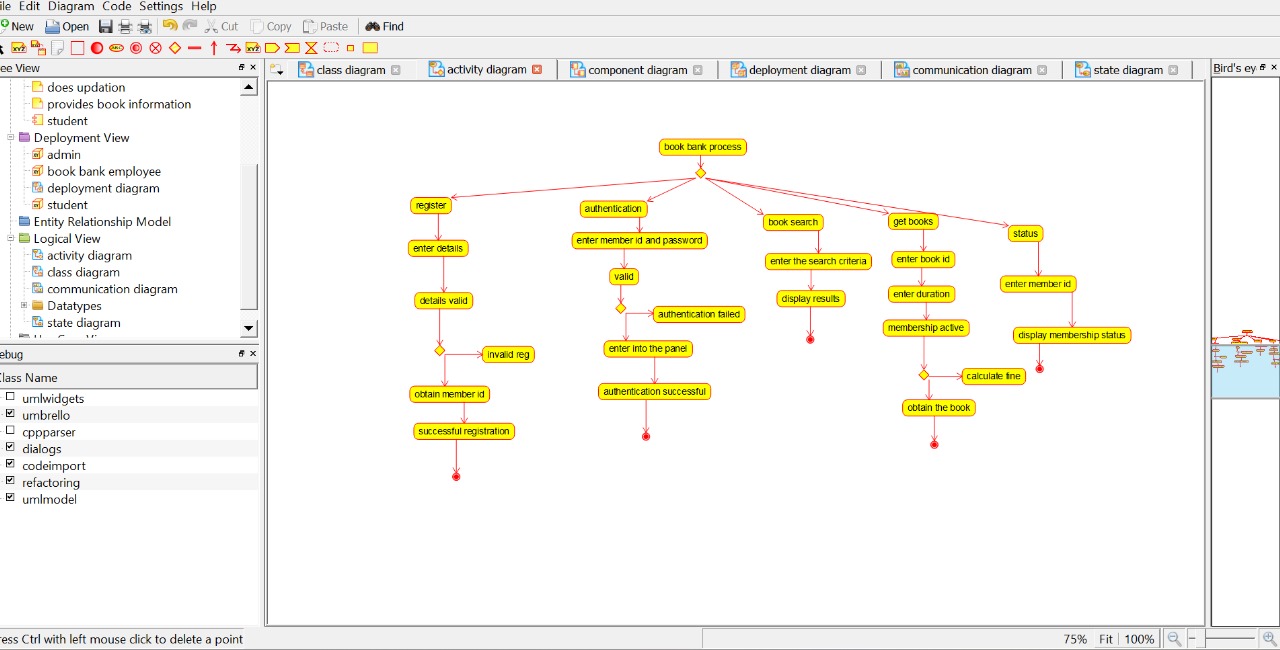 ile Edit Diagram Code Settings Help
New Open Cut Copy Paste Find
ree View
does updation
provides book information
student
Deployment View
admin
book bank employee
deployment diagram
student
Entity Relationship Model
Logical View
activity diagram
class diagram
communication diagram
Datatypes
state diagram
ebug
Class Name
umlwidgets
umbrello
cppparser
dialogs
codeimport
refactoring
umlmodel
class diagram activity diagram component diagram deployment diagram communication diagram state diagram
Bird's ey
book bank process
register
enter details
details valid
invalid reg
obtain member id
successful registration
authentication
enter member id and password
valid
authentication failed
enter into the panel
authentication successful
book search
enter the search criteria
display results
get books
enter book id
enter duration
membership active
calculate fine
obtain the book
status
enter member id
display membership status
ress Ctrl with left mouse click to delete a point
75% Fit 100%